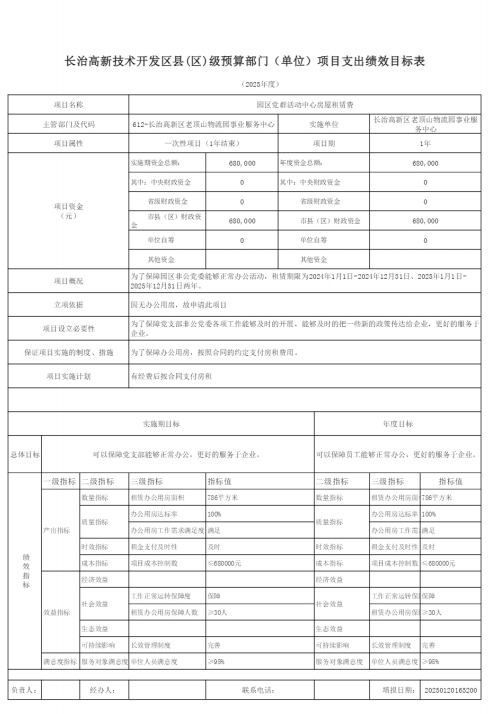 长治高新技术开发区县(区)级预算部门（单位）项目支出绩效目标表
（2025年度）
项目名称 园区党群活动中心房屋租赁费
主管部门及代码 612-长治高新区老顶山物流园事业服务中心 实施单位 长治高新区老顶山物流园事业服务中心
项目属性 一次性项目（1年结束） 项目期 1年
项目资金（元） 实施期资金总额： 680,000 年度资金总额： 680,000
其中：中央财政资金 0 其中：中央财政资金 0
省级财政资金 0 省级财政资金 0
市县（区）财政资金 680,000 市县（区）财政资金 680,000
单位自筹 0 单位自筹 0
其他资金 其他资金
项目概况 为了保障园区非公党委能够正常办公活动，租赁期限为2024年1月1日-2024年12月31日、2025年1月1日-
2025年12月31日两年。
立项依据 因无办公用房，故申请此项目
项目设立必要性 为了保障党支部非公党委各项工作能够及时的开展，能够及时的把一些新的政策传达给企业，更好的服务于
企业。
保证项目实施的制度、措施 为了保障办公用房，按照合同的约定支付房租费用。
项目实施计划 有经费后按合同支付房租
实施期目标 年度目标
总体目标 可以保障党支部能够正常办公，更好的服务于企业。 可以保障员工能够正常办公，更好的服务于企业。
绩效指标 一级指标 二级指标 三级指标 指标值 二级指标 三级指标 指标值
产出指标 数量指标 租赁办公用房面积 786平方米 数量指标 租赁办公用房面积 786平方米
质量指标 办公用房达标率 100% 质量指标 办公用房达标率 100%
办公用房工作需求满足度 满足 办公用房工作需 满足
时效指标 租金支付及时性 及时 时效指标 租金支付及时性 及时
成本指标 项目成本控制数 ≤680000元 成本指标 项目成本控制数 ≤680000元
效益指标 经济效益 经济效益
社会效益 工作正常运转保障度 保障 社会效益 工作正常运转保 保障
租赁办公用房保障人数 ≥30人 租赁办公用房保 ≥30人
生态效益 生态效益
可持续影响 长效管理制度 完善 可持续影响 长效管理制度 完善
满意度指标 服务对象满意度 单位人员满意度 ≥95% 服务对象满意度 单位人员满意度 ≥95%
负责人： 经办人： 联系电话： 填报日期： 20250120165200